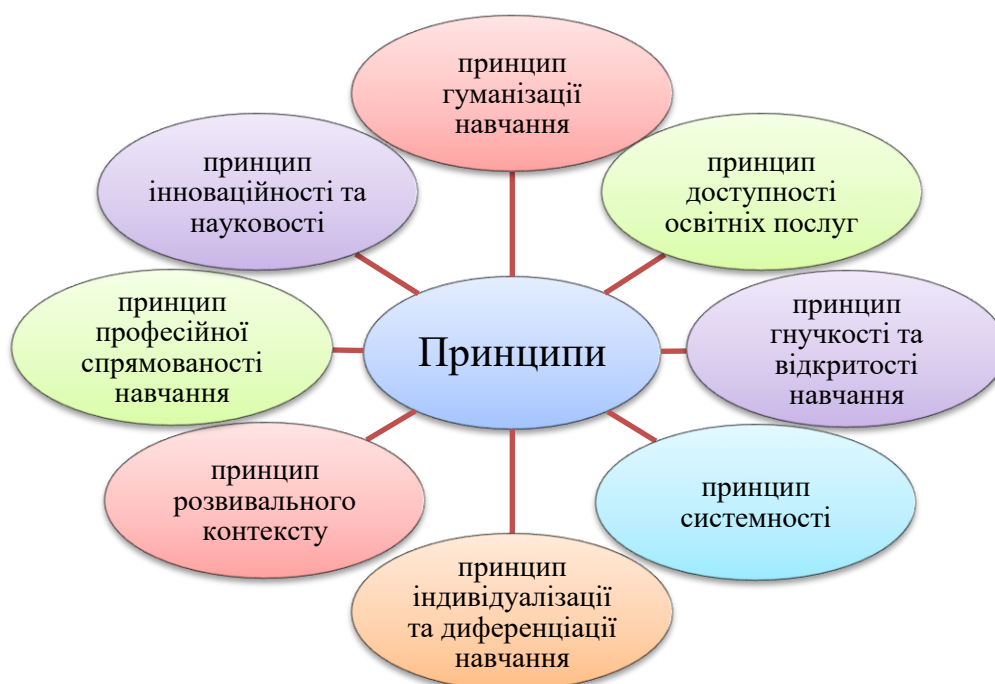 принцип
гуманізації
навчання
принцип
інноваційності та
науковості
принцип
доступності
освітніх послуг
принцип
професійної
спрямованості
навчання
Принципи
принцип
гнучкості та
відкритості
навчання
принцип
розвивального
контексту
принцип
системності
принцип
індивідуалізації
та диференціації
навчання